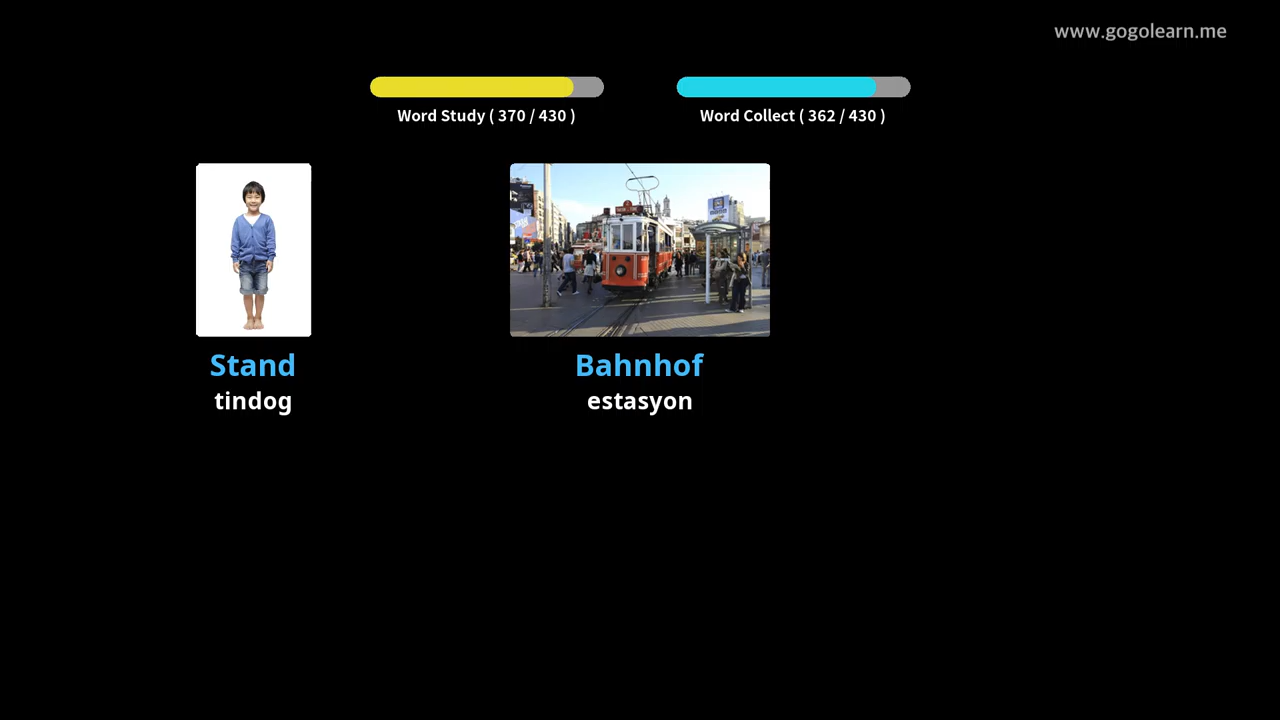 www.gogolearn.me
Word Study ( 370 / 430 )
Word Collect ( 362 / 430 )
Stand
tindog
Bahnhof
estasyon